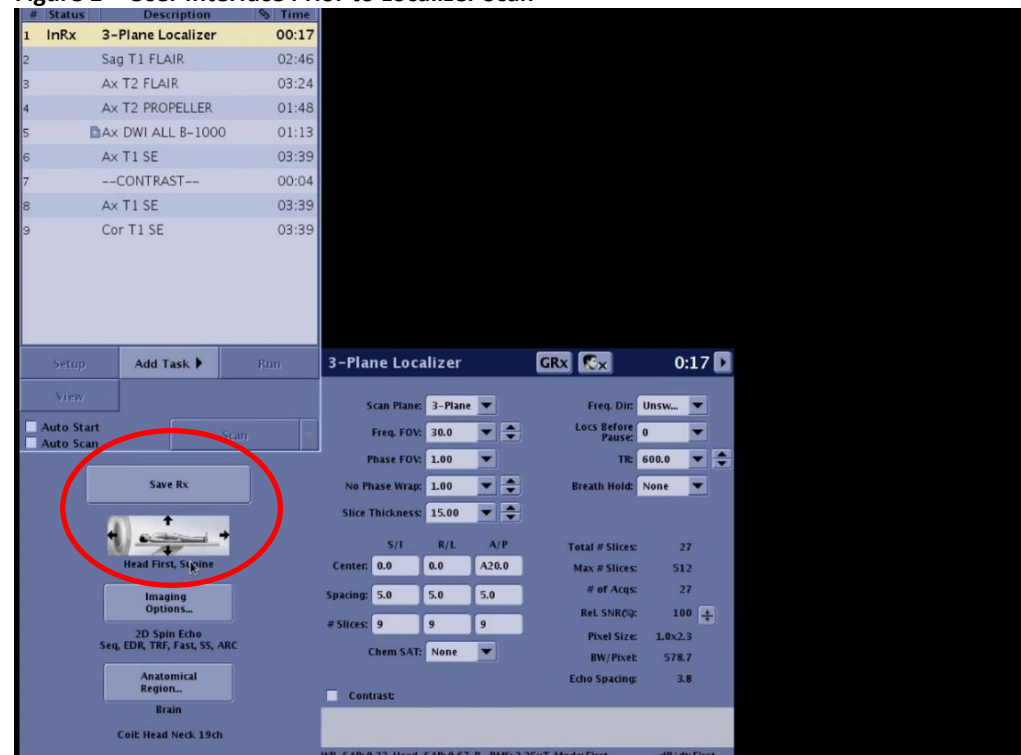 Figure 2 – User Interface Prior to Localizer Scan
# Status Description Time
1 InRx 3-Plane Localizer 00:17
2 Sag T1 FLAIR 02:46
3 Ax T2 FLAIR 03:24
4 Ax T2 PROPELLER 01:48
5 Ax DWI ALL B-1000 01:13
6 Ax T1 SE 03:39
7 --CONTRAST-- 00:04
8 Ax T1 SE 03:39
9 Cor T1 SE 03:39
Setup Add Task Run
View
Auto Start
Auto Scan
Scan
Save Rx
Head First, Supine
Imaging
Options...
2D Spin Echo
Seq, EDR, TRF, Fast, SS, ARC
Anatomical
Region...
Brain
Coil: Head Neck 19ch
3-Plane Localizer GRx Rx 0:17
Scan Plane: 3-Plane
Freq. FOV: 30.0
Phase FOV: 1.00
No Phase Wrap: 1.00
Slice Thickness: 15.00
Freq. Dir: Unsw...
Locs Before
Pause: 0
TR: 600.0
Breath Hold: None
S/I R/L A/P
Center: 0.0 0.0 A20.0
Spacing: 5.0 5.0 5.0
# Slices: 9 9 9
Chem SAT: None
Contrast:
Total # Slices: 27
Max # Slices: 512
# of Acqs: 27
Rel. SNR(%): 100
Pixel Size: 1.0x2.3
BW/Pixel: 578.7
Echo Spacing: 3.8